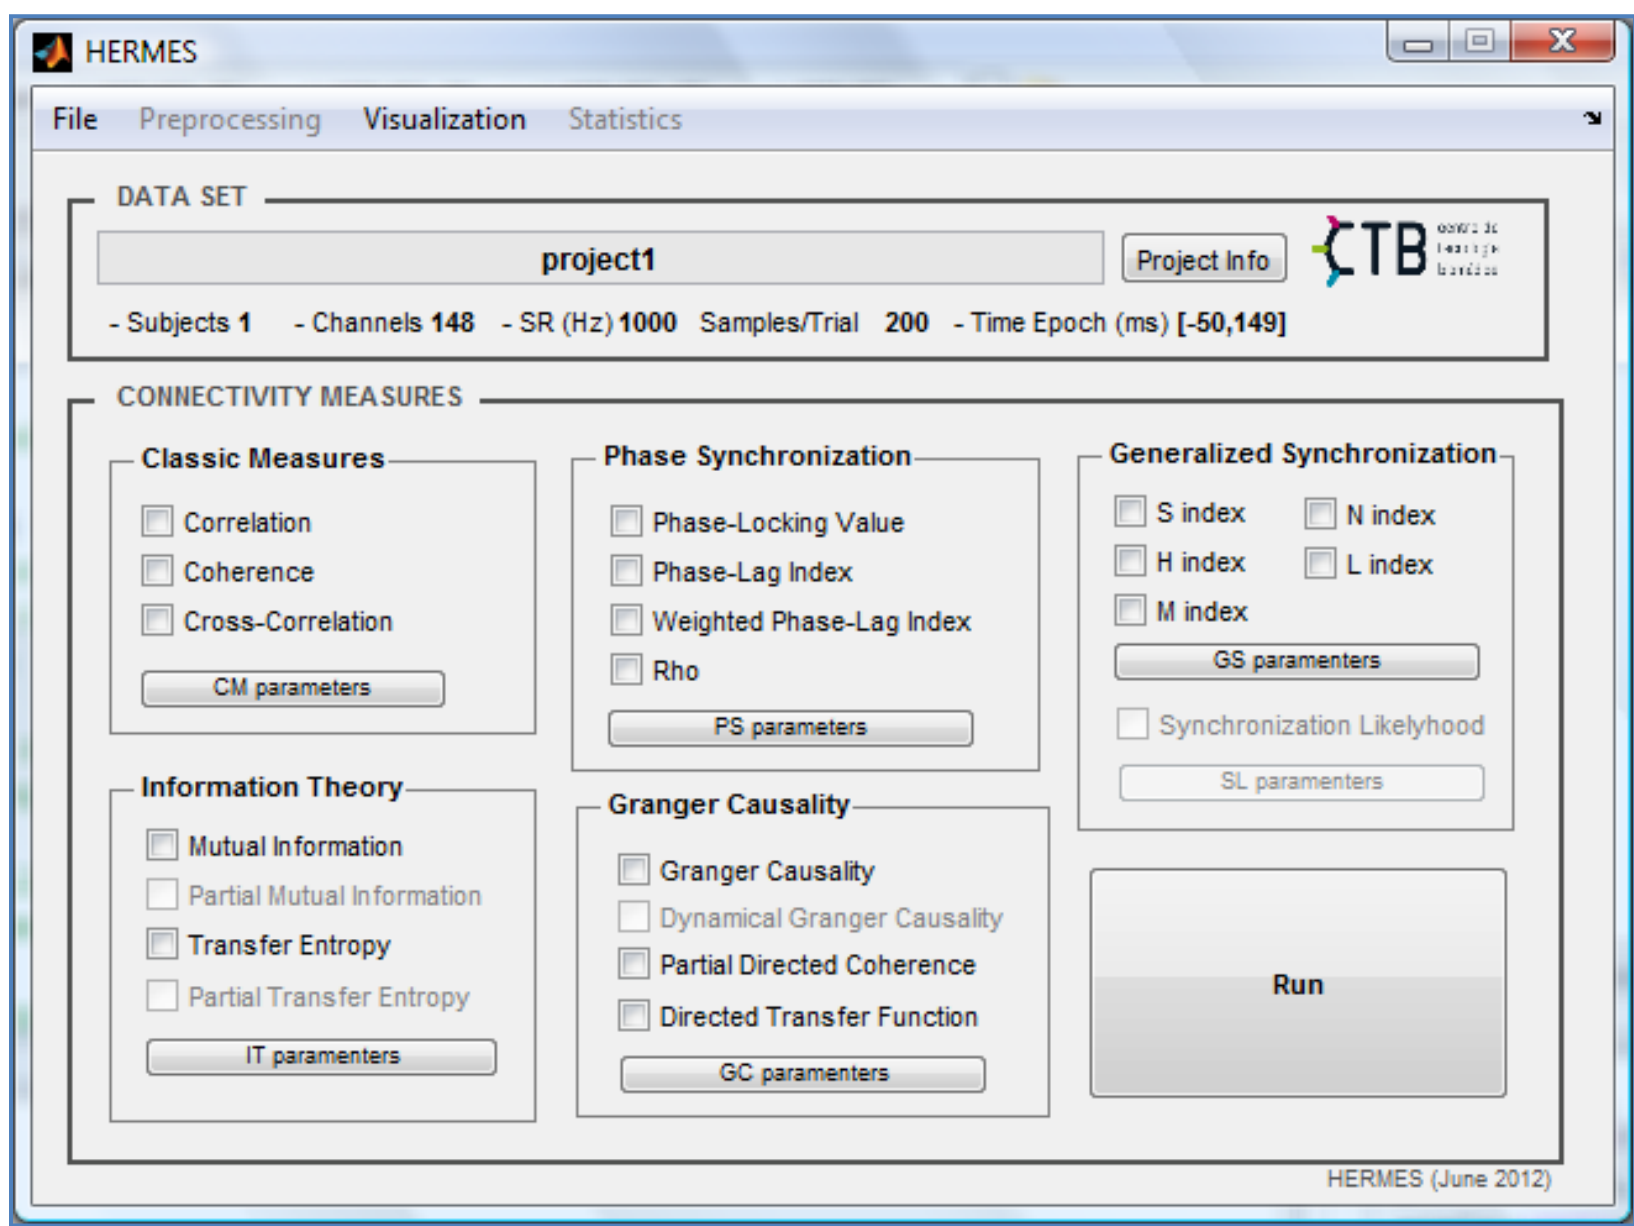 HERMES
File Preprocessing Visualization Statistics
DATA SET
project1
Project Info
CTB
- Subjects 1 - Channels 148 - SR (Hz) 1000 Samples/Trial 200 - Time Epoch (ms) [-50,149]
CONNECTIVITY MEASURES
Classic Measures
Correlation
Coherence
Cross-Correlation
CM parameters
Phase Synchronization
Phase-Locking Value
Phase-Lag Index
Weighted Phase-Lag Index
Rho
PS parameters
Generalized Synchronization
S index N index
H index L index
M index
GS paramenters
Synchronization Likelyhood
SL paramenters
Information Theory
Mutual Information
Partial Mutual Information
Transfer Entropy
Partial Transfer Entropy
IT paramenters
Granger Causality
Granger Causality
Dynamical Granger Causality
Partial Directed Coherence
Directed Transfer Function
GC paramenters
Run
HERMES (June 2012)